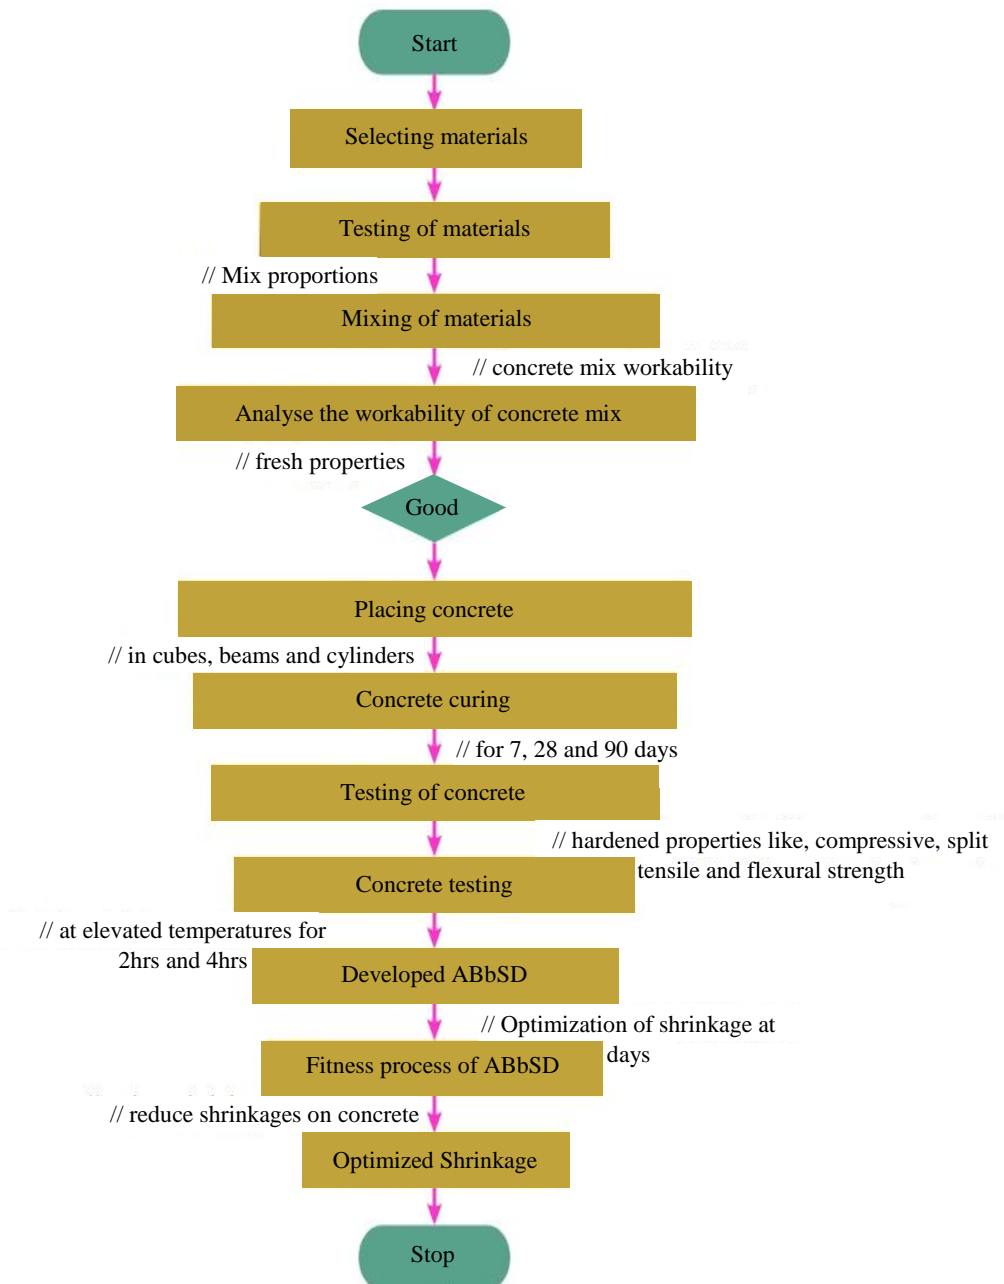 Start
Selecting materials
Testing of materials
// Mix proportions
Mixing of materials
// concrete mix workability
Analyse the workability of concrete mix
// fresh properties
Good
Placing concrete
// in cubes, beams and cylinders
Concrete curing
// for 7, 28 and 90 days
Testing of concrete
// hardened properties like, compressive, split
tensile and flexural strength
Concrete testing
// at elevated temperatures for
2hrs and 4hrs
Developed ABbSD
// Optimization of shrinkage at
days
Fitness process of ABbSD
// reduce shrinkages on concrete
Optimized Shrinkage
Stop